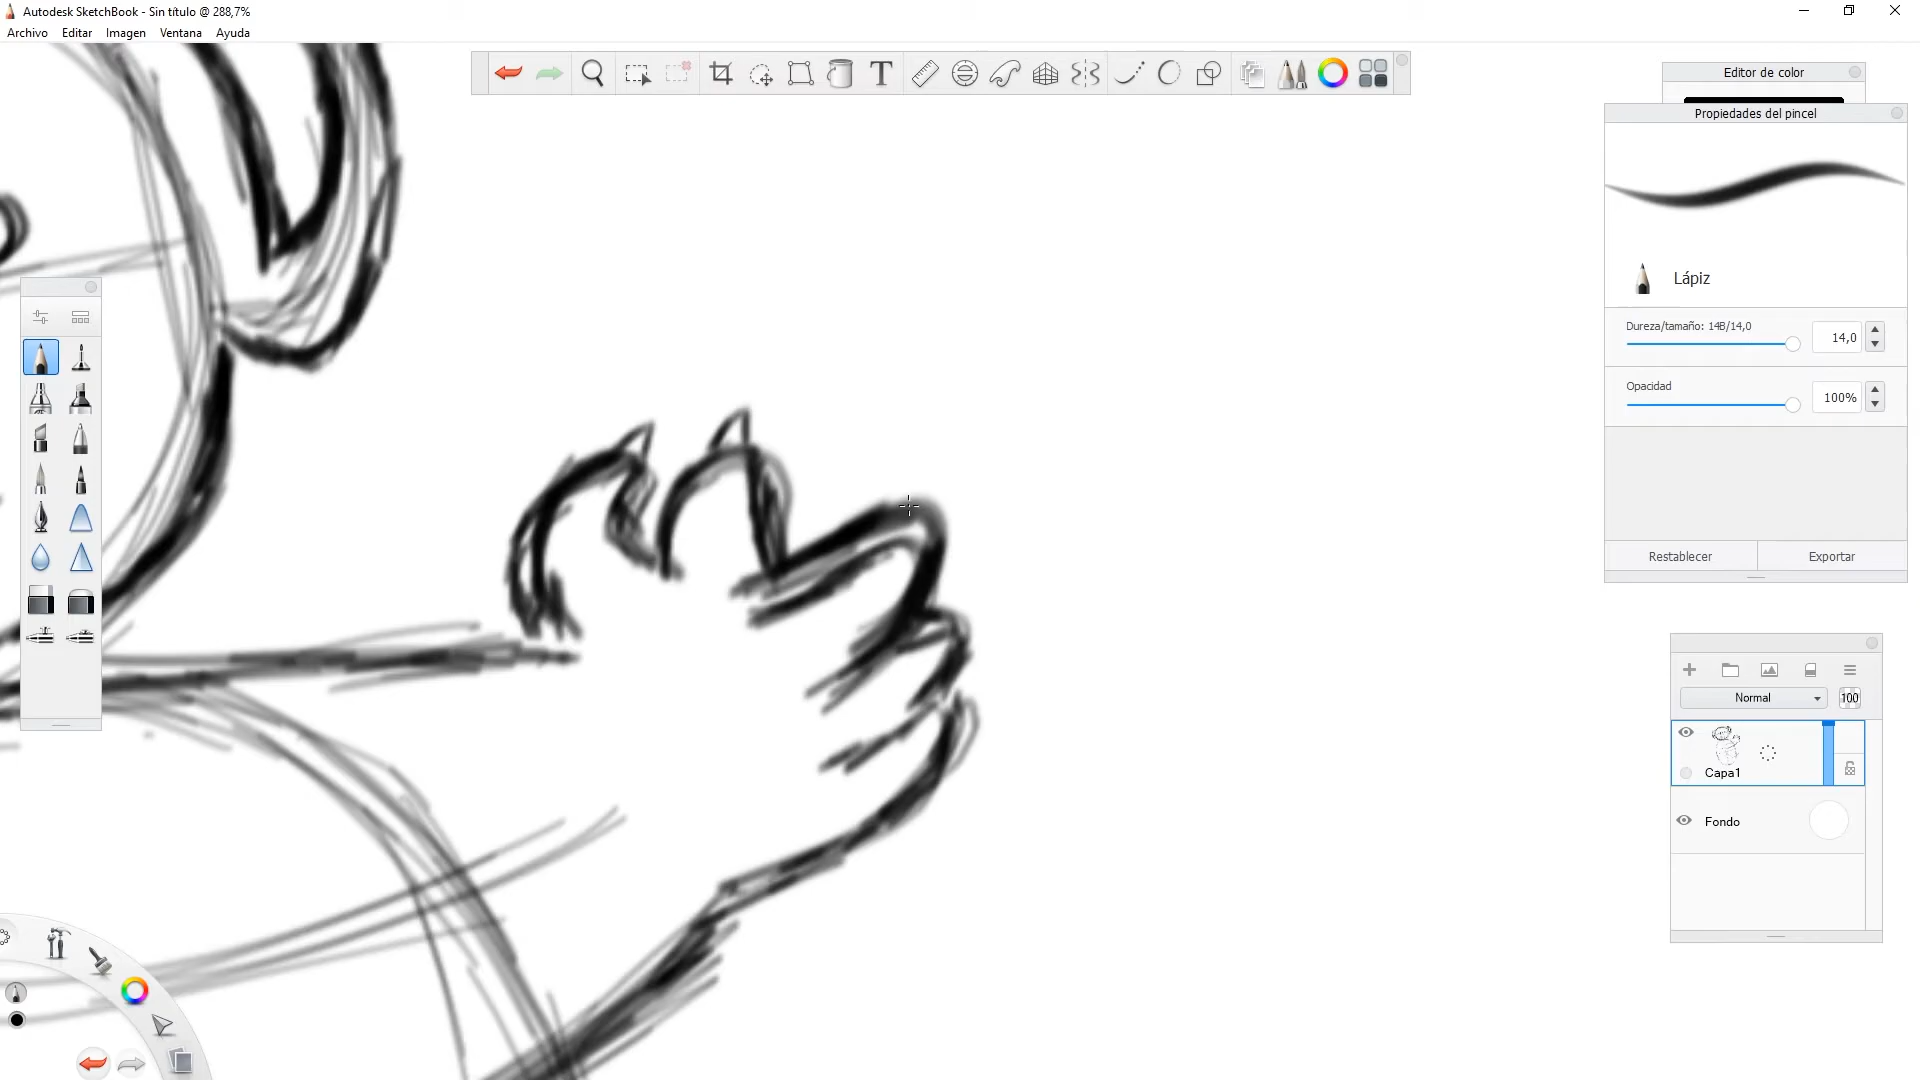 Autodesk SketchBook - Sin título @ 288,7%
Archivo Editar Imagen Ventana Ayuda
T
Editor de color
Propiedades del pincel
Lápiz
Dureza/tamaño: 14B/14,0
14,0
Opacidad
100%
Restablecer Exportar
Normal 100
Capa1
Fondo